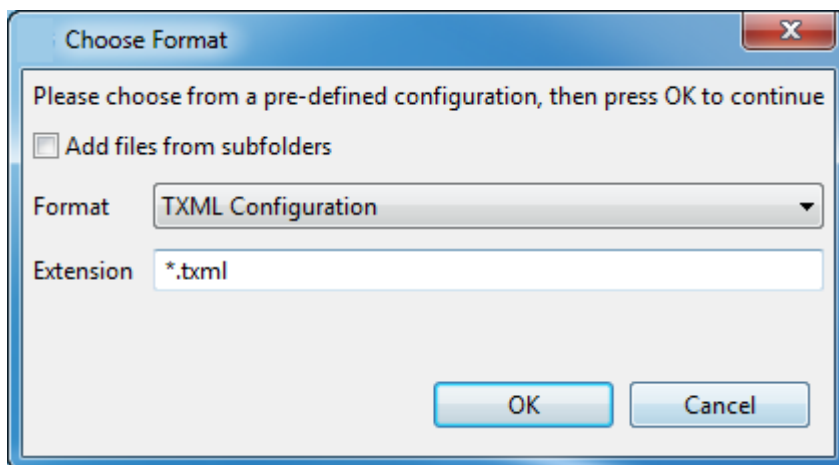 Choose Format
Please choose from a pre-defined configuration, then press OK to continue
Add files from subfolders
Format TXML Configuration
Extension *.txml
OK Cancel